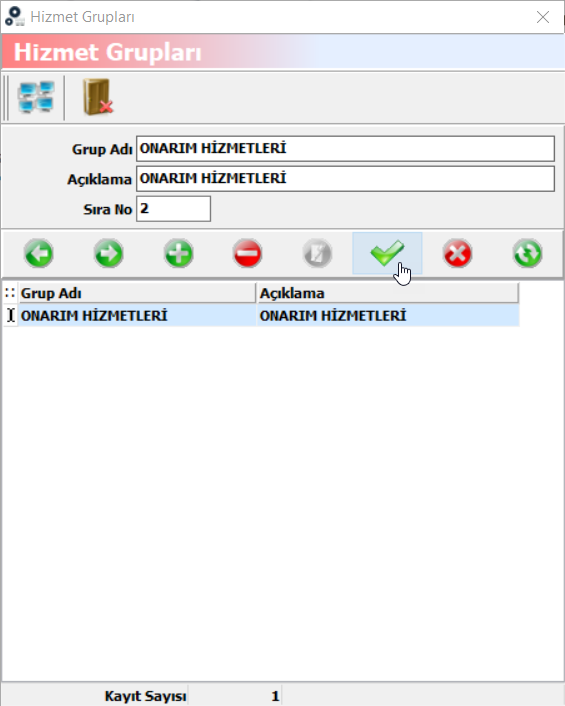 Hizmet Grupları
Hizmet Grupları
Grup Adı ONARIM HİZMETLERİ
Açıklama ONARIM HİZMETLERİ
Sıra No 2
Grup Adı Açıklama
ONARIM HİZMETLERİ ONARIM HİZMETLERİ
Kayıt Sayısı 1